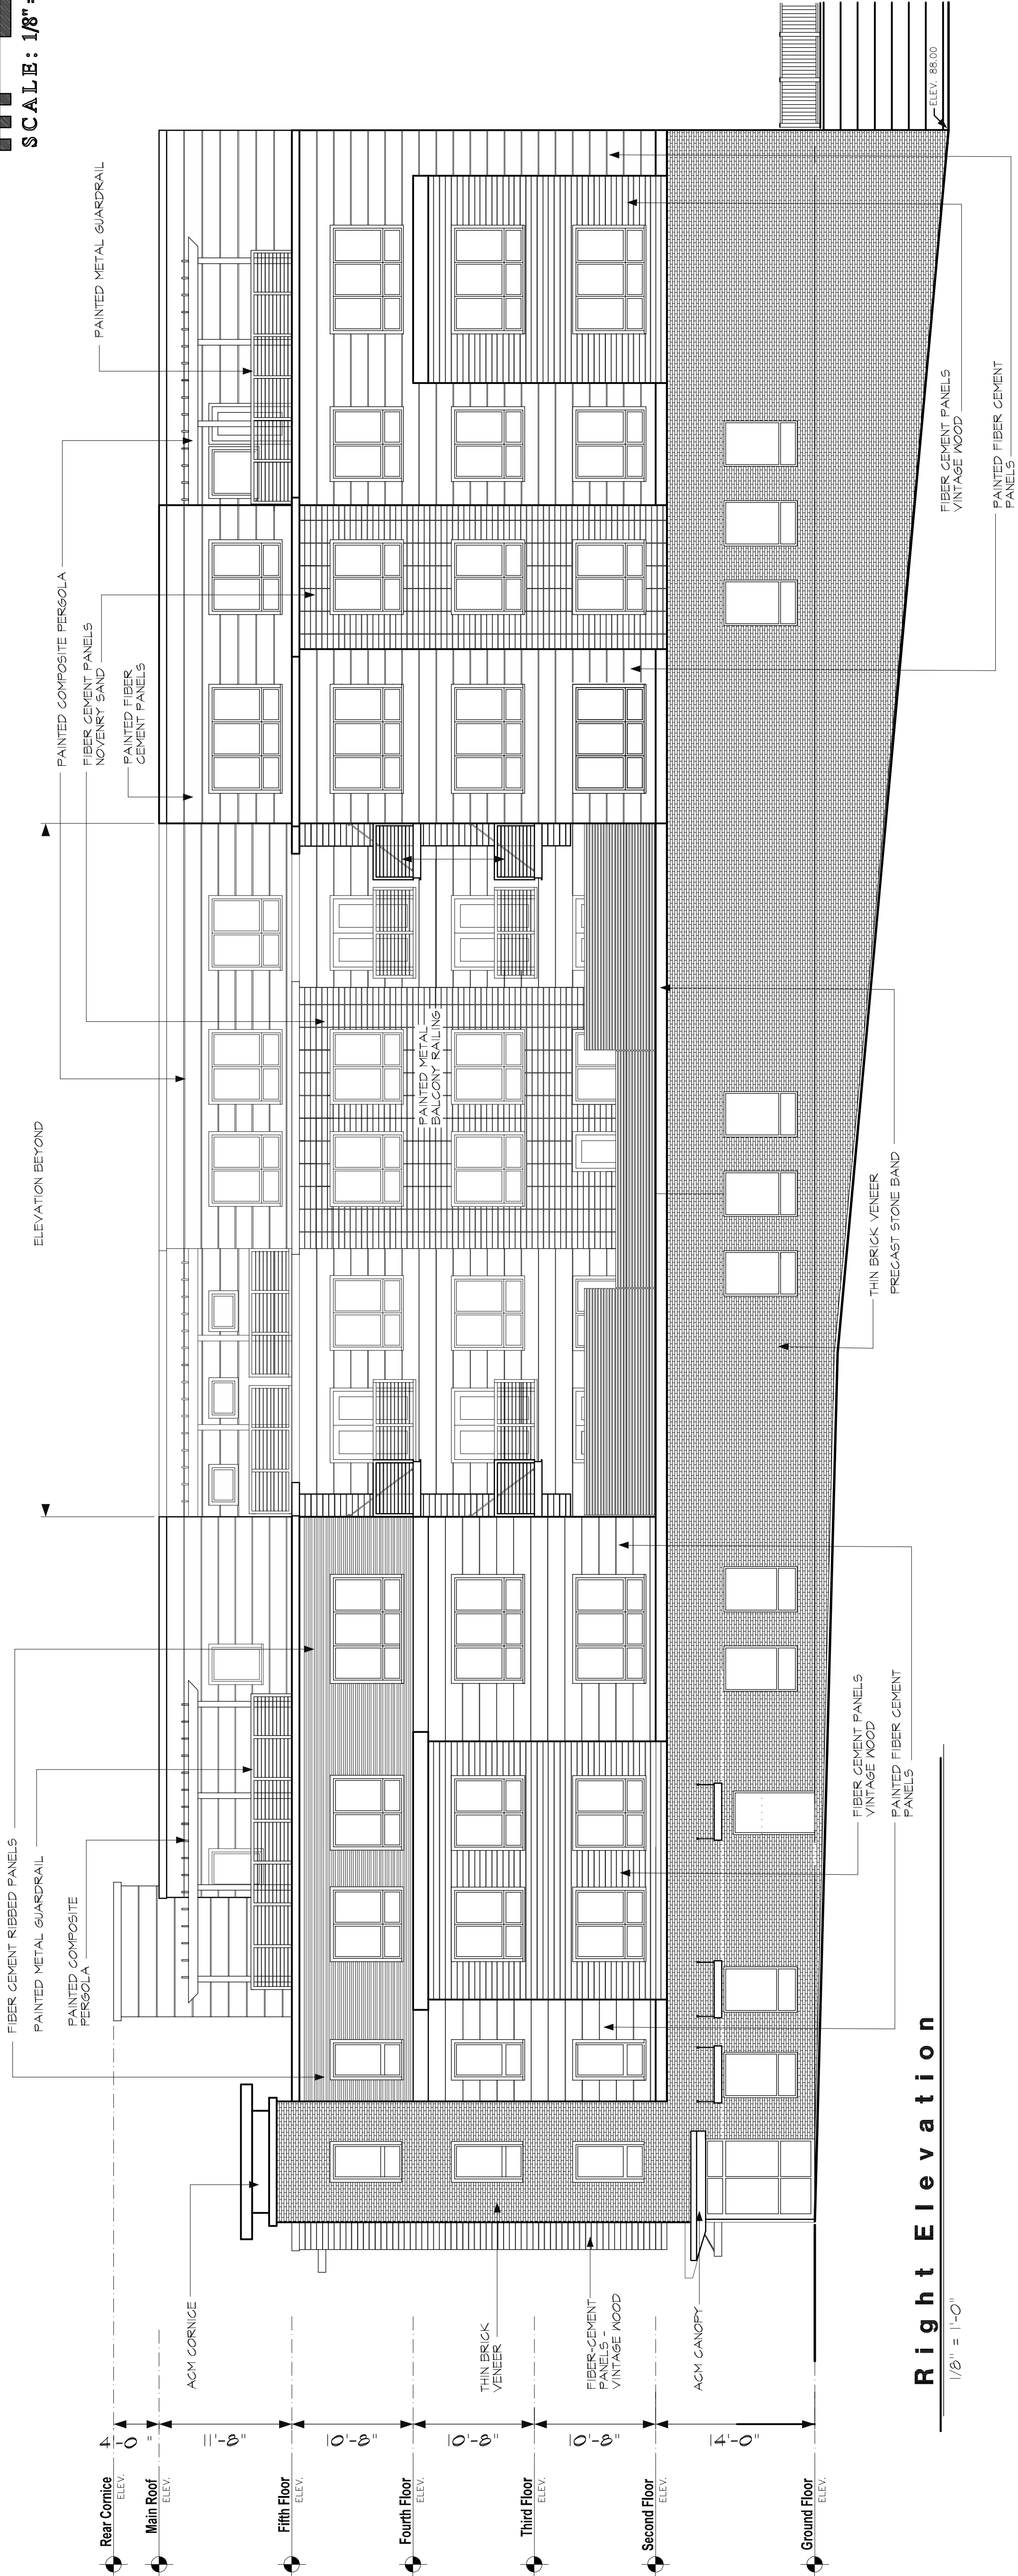 SCALE: 1/8" =
ELEVATION BEYOND
FIBER CEMENT RIBBED PANELS
PAINTED METAL GUARDRAIL
PAINTED COMPOSITE
PERGOLA
PAINTED COMPOSITE PERGOLA
FIBER CEMENT PANELS
NOVENRY SAND
PAINTED FIBER
CEMENT PANELS
PAINTED METAL GUARDRAIL
Rear Cornice
ELEV.
4'-0"
Main Roof
ELEV.
11'-8"
Fifth Floor
ELEV.
10'-8"
Fourth Floor
ELEV.
10'-8"
Third Floor
ELEV.
10'-8"
Second Floor
ELEV.
14'-0"
Ground Floor
ELEV.
ACM CORNICE
THIN BRICK
VENEER
FIBER-CEMENT
PANELS -
VINTAGE WOOD
ACM CANOPY
PAINTED METAL
BALCONY RAILING
FIBER CEMENT PANELS
VINTAGE WOOD
PAINTED FIBER CEMENT
PANELS
THIN BRICK VENEER
PRECAST STONE BAND
FIBER CEMENT PANELS
VINTAGE WOOD
PAINTED FIBER CEMENT
PANELS
ELEV. 88.00
Right Elevation
1/8" = 1'-0"